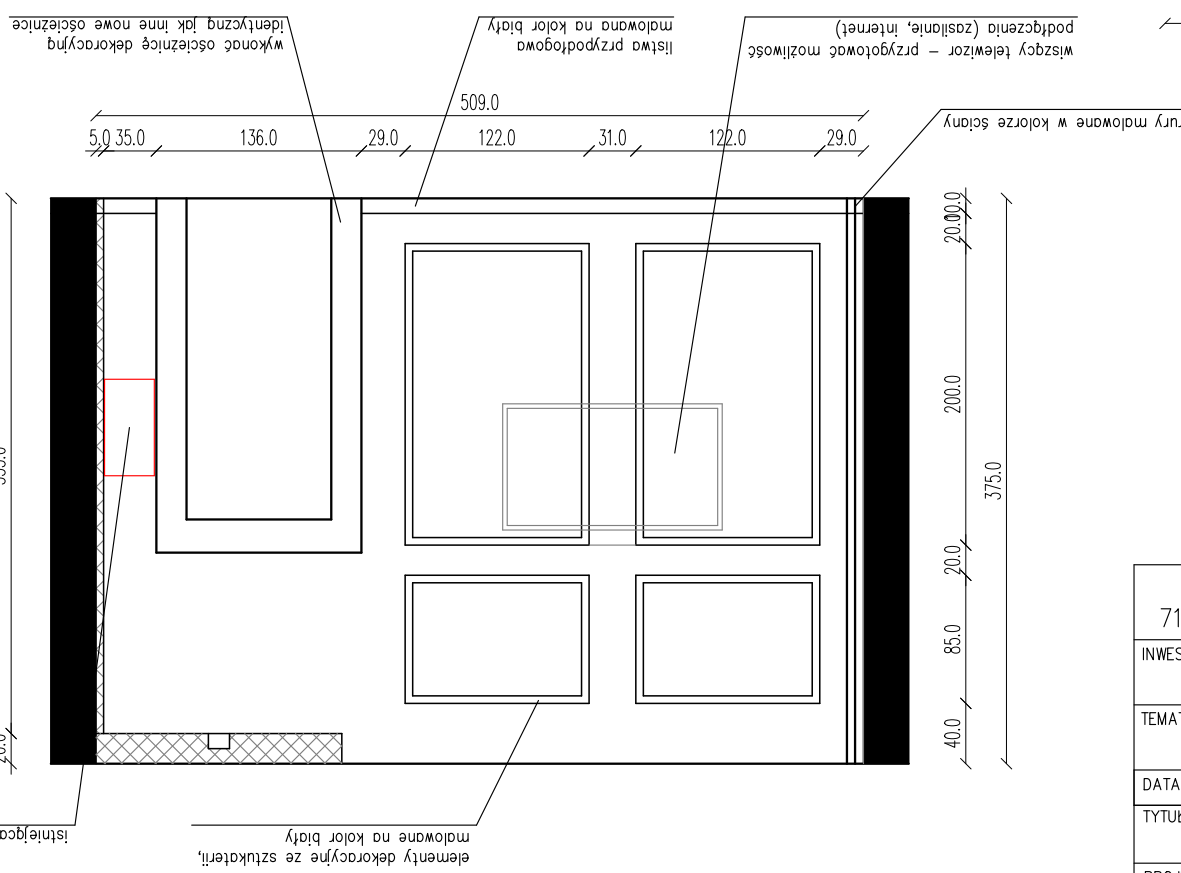 wykonać ościeżnicę dekoracyjną
identyczną jak inne nowe ościeżnice
listwa przypodłogowa
malowana na kolor biały
wiszący telewizor – przygotować możliwość
podłączenia (zasilanie, internet)
rury malowane w kolorze ściany
509.0
5.0
35.0
136.0
29.0
122.0
31.0
122.0
29.0
20.0
200.0
375.0
20.0
85.0
40.0
elementy dekoracyjne ze sztukaterii,
malowane na kolor biały
71
INWES
TEMAT
DATA
TYTUŁ